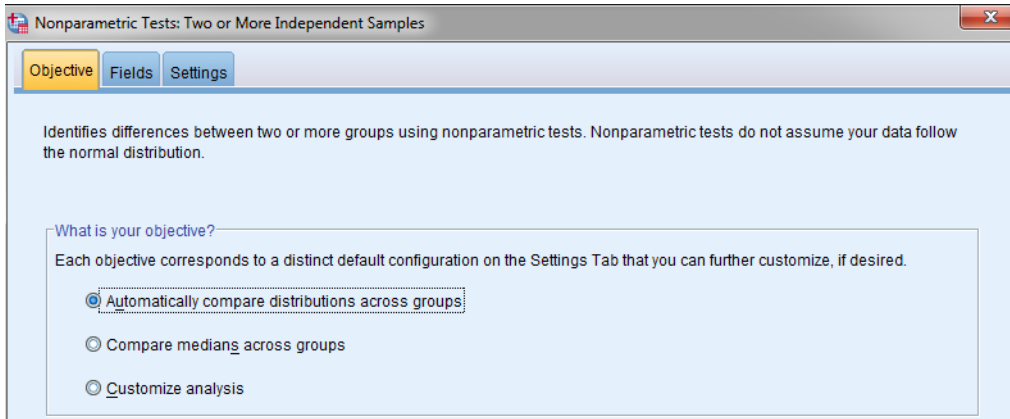 Nonparametric Tests: Two or More Independent Samples
Objective Fields Settings
Identifies differences between two or more groups using nonparametric tests. Nonparametric tests do not assume your data follow
the normal distribution.
What is your objective?
Each objective corresponds to a distinct default configuration on the Settings Tab that you can further customize, if desired.
Automatically compare distributions across groups
Compare medians across groups
Customize analysis